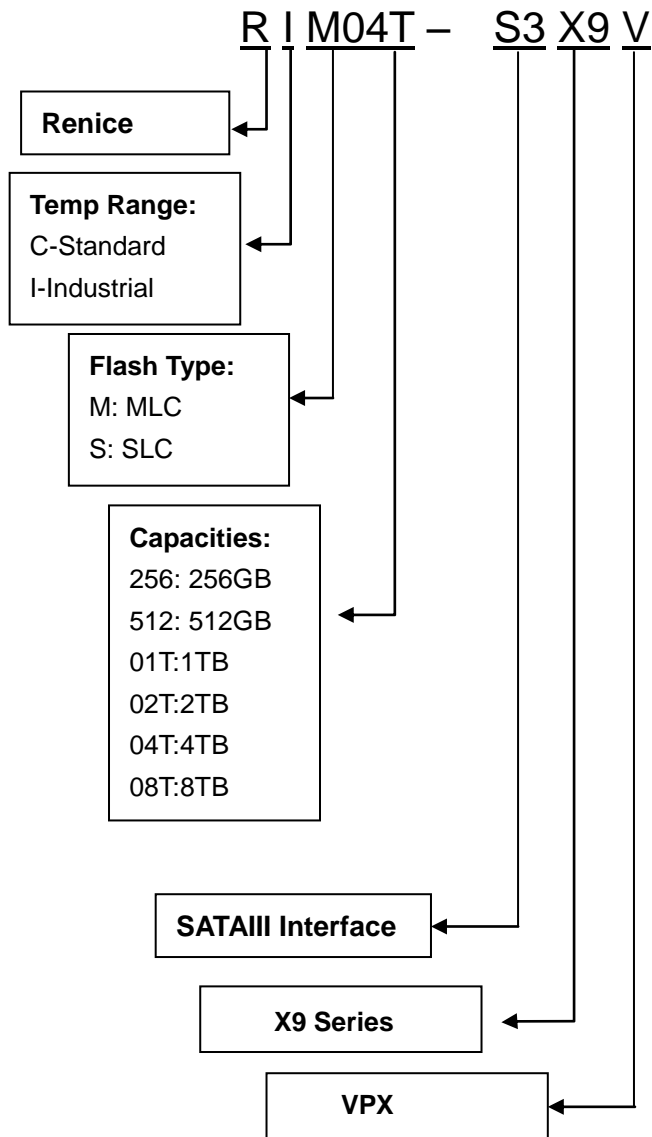 R I M04T – S3 X9 V
Renice
Temp Range:
C-Standard
I-Industrial
Flash Type:
M: MLC
S: SLC
Capacities:
256: 256GB
512: 512GB
01T:1TB
02T:2TB
04T:4TB
08T:8TB
SATAIII Interface
X9 Series
VPX